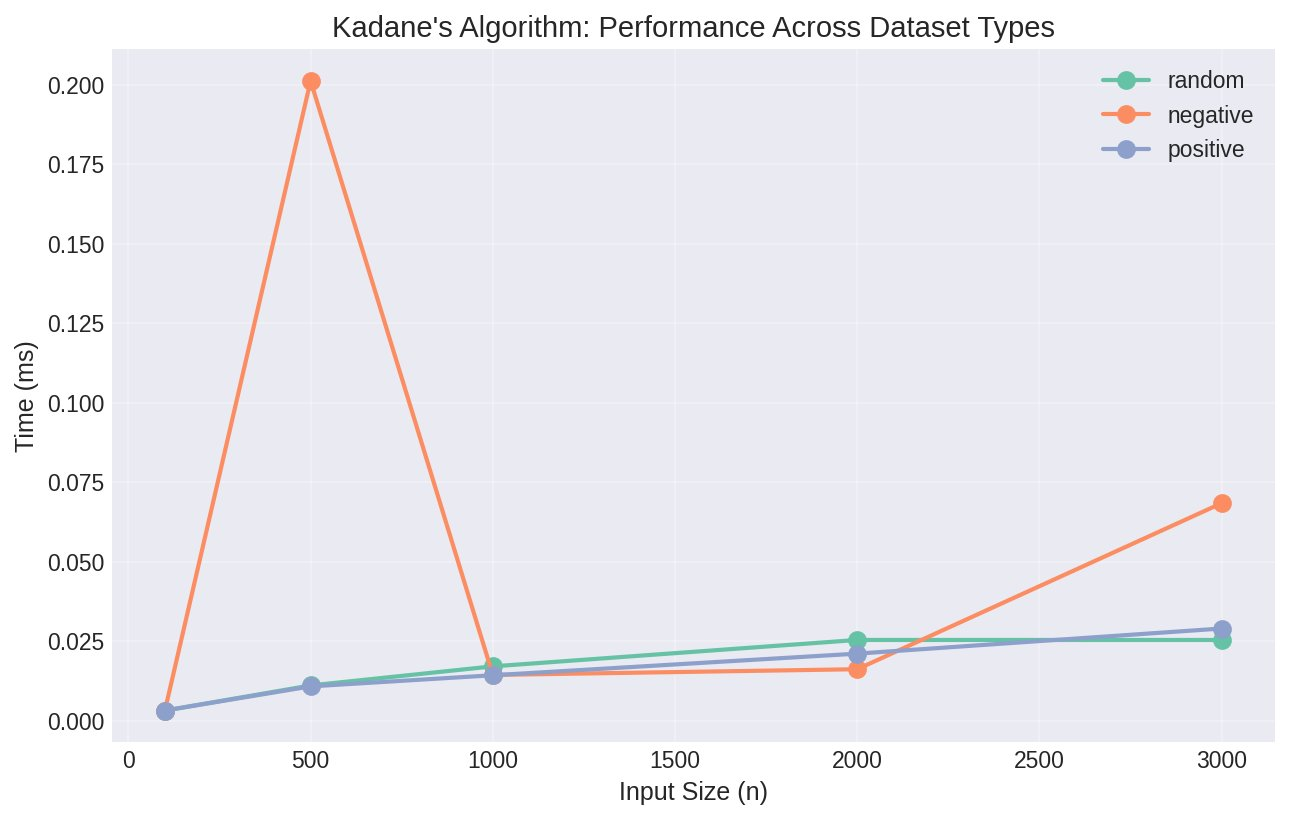 Kadane's Algorithm: Performance Across Dataset Types
random
negative
positive
Time (ms)
0.200
0.175
0.150
0.125
0.100
0.075
0.050
0.025
0.000
0 500 1000 1500 2000 2500 3000
Input Size (n)